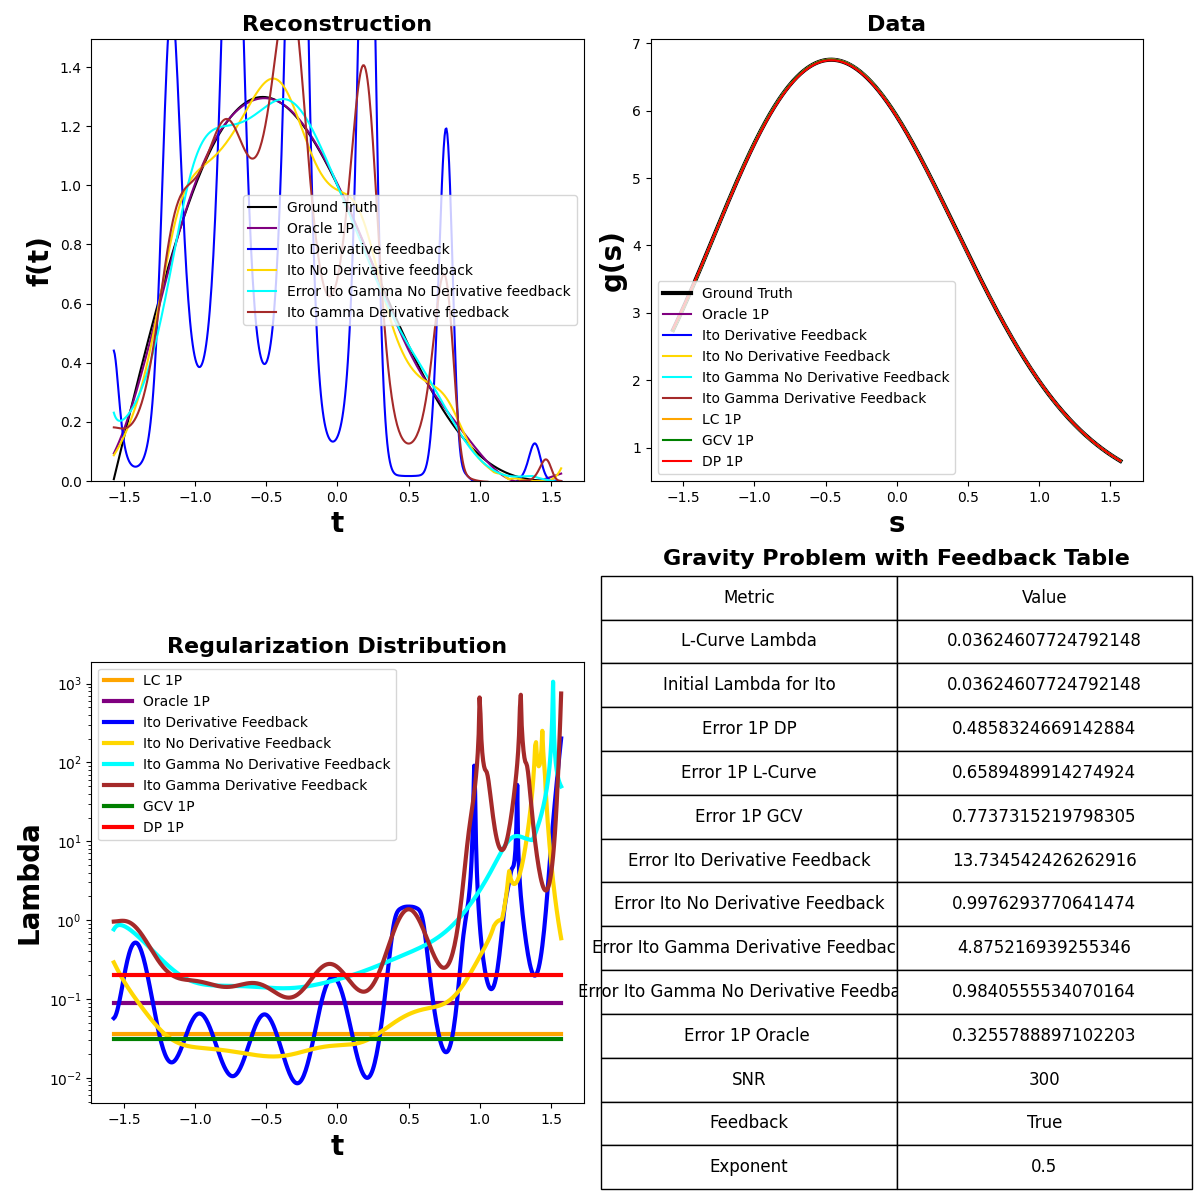 Reconstruction
f(t)
1.4
1.2
1.0
0.8
0.6
0.4
0.2
0.0
Ground Truth
Oracle 1P
Ito Derivative feedback
Ito No Derivative feedback
Error Ito Gamma No Derivative feedback
Ito Gamma Derivative feedback
−1.5 −1.0 −0.5 0.0 0.5 1.0 1.5
t
Data
g(s)
7
6
5
4
3
2
1
Ground Truth
Oracle 1P
Ito Derivative Feedback
Ito No Derivative Feedback
Ito Gamma No Derivative Feedback
Ito Gamma Derivative Feedback
LC 1P
GCV 1P
DP 1P
−1.5 −1.0 −0.5 0.0 0.5 1.0 1.5
s
Regularization Distribution
Lambda
10³
10²
10¹
10⁰
10⁻¹
10⁻²
LC 1P
Oracle 1P
Ito Derivative Feedback
Ito No Derivative Feedback
Ito Gamma No Derivative Feedback
Ito Gamma Derivative Feedback
GCV 1P
DP 1P
−1.5 −1.0 −0.5 0.0 0.5 1.0 1.5
t
Gravity Problem with Feedback Table
Metric Value
L-Curve Lambda 0.03624607724792148
Initial Lambda for Ito 0.03624607724792148
Error 1P DP 0.4858324669142884
Error 1P L-Curve 0.6589489914274924
Error 1P GCV 0.7737315219798305
Error Ito Derivative Feedback 13.734542426262916
Error Ito No Derivative Feedback 0.9976293770641474
Error Ito Gamma Derivative Feedbac 4.875216939255346
Error Ito Gamma No Derivative Feedba 0.9840555534070164
Error 1P Oracle 0.3255788897102203
SNR 300
Feedback True
Exponent 0.5